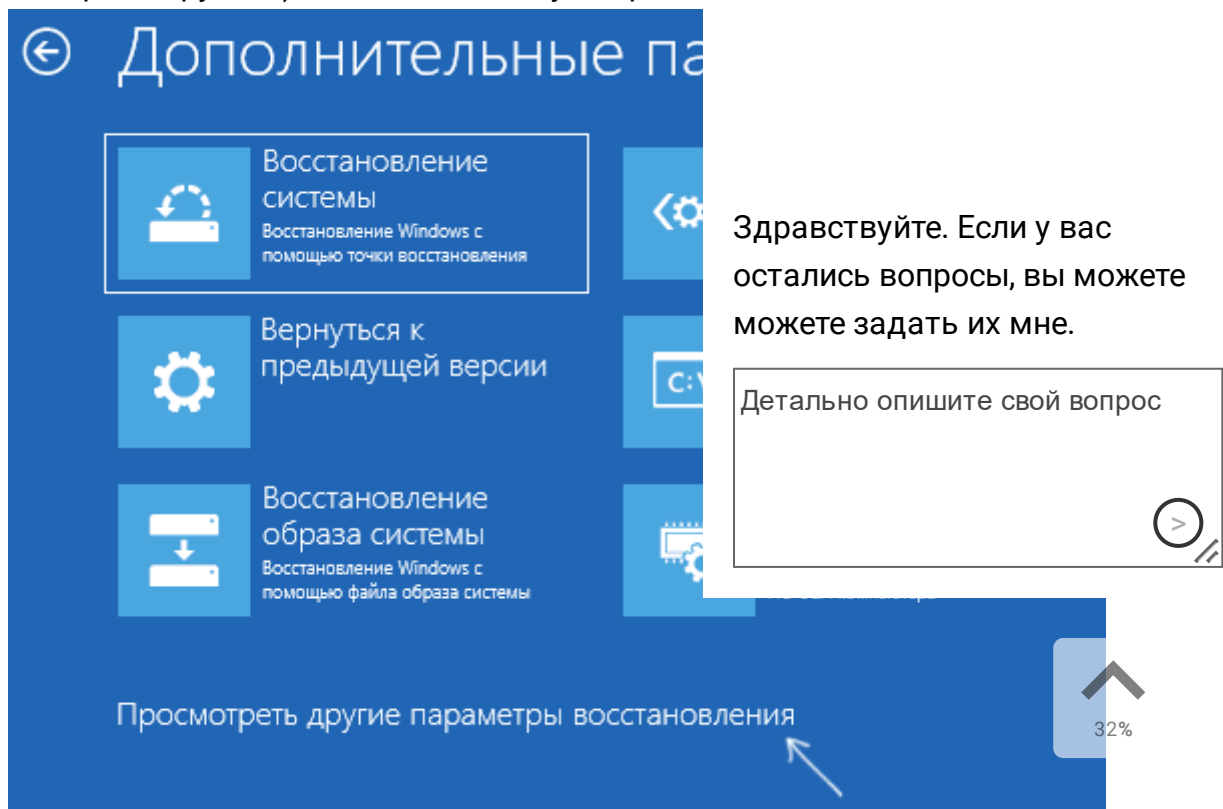 Дополнительные па
Восстановление
системы
Восстановление Windows с
помощью точки восстановления
Вернуться к
предыдущей версии
C:\
Восстановление
образа системы
Восстановление Windows с
помощью файла образа системы
Просмотреть другие параметры восстановления
Здравствуйте. Если у вас
остались вопросы, вы можете
можете задать их мне.
Детально опишите свой вопрос
>
32%